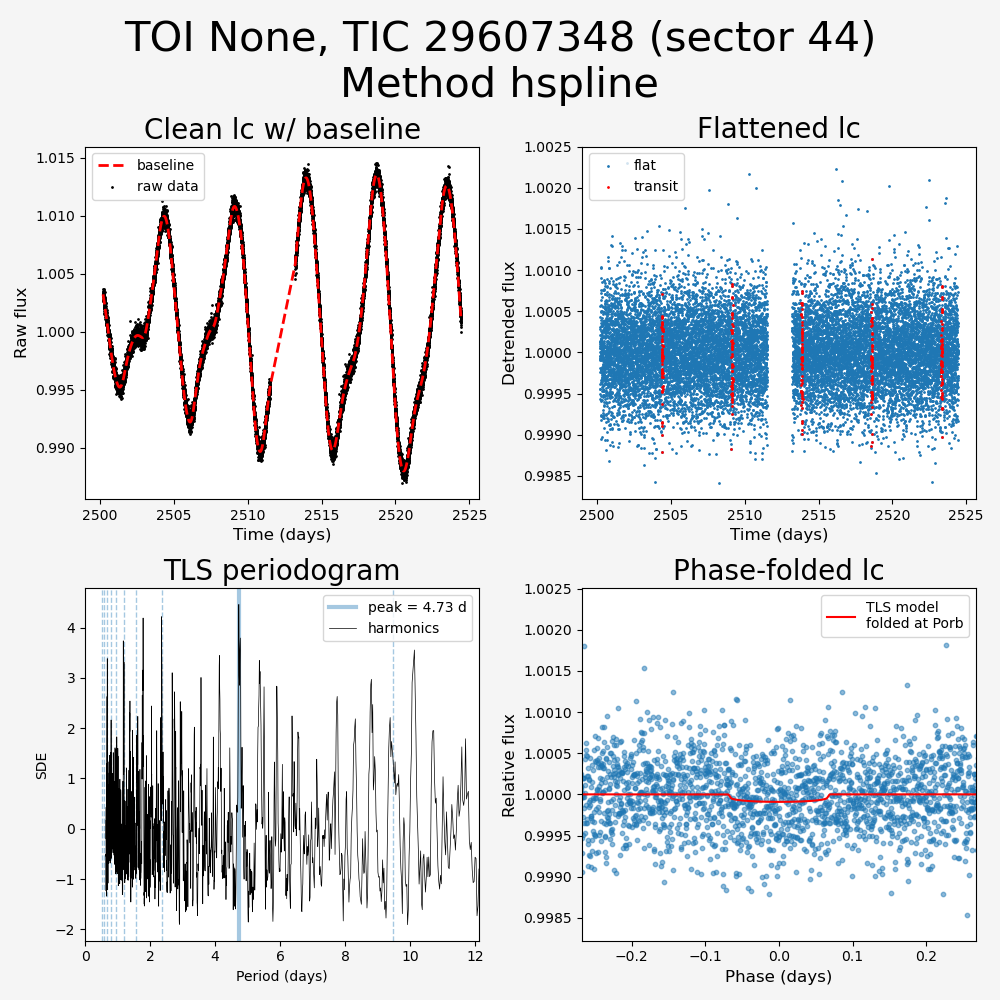 TOI None, TIC 29607348 (sector 44)
Method hspline
Clean lc w/ baseline
baseline
raw data
1.015
1.010
1.005
1.000
0.995
0.990
Raw flux
2500
2505
2510
2515
2520
2525
Time (days)
Flattened lc
flat
transit
1.0025
1.0020
1.0015
1.0010
1.0005
1.0000
0.9995
0.9990
0.9985
Detrended flux
2500
2505
2510
2515
2520
2525
Time (days)
TLS periodogram
peak = 4.73 d
harmonics
4
3
2
1
0
−1
−2
SDE
0
2
4
6
8
10
12
Period (days)
Phase-folded lc
TLS model
folded at Porb
1.0025
1.0020
1.0015
1.0010
1.0005
1.0000
0.9995
0.9990
0.9985
Relative flux
−0.2
−0.1
0.0
0.1
0.2
Phase (days)